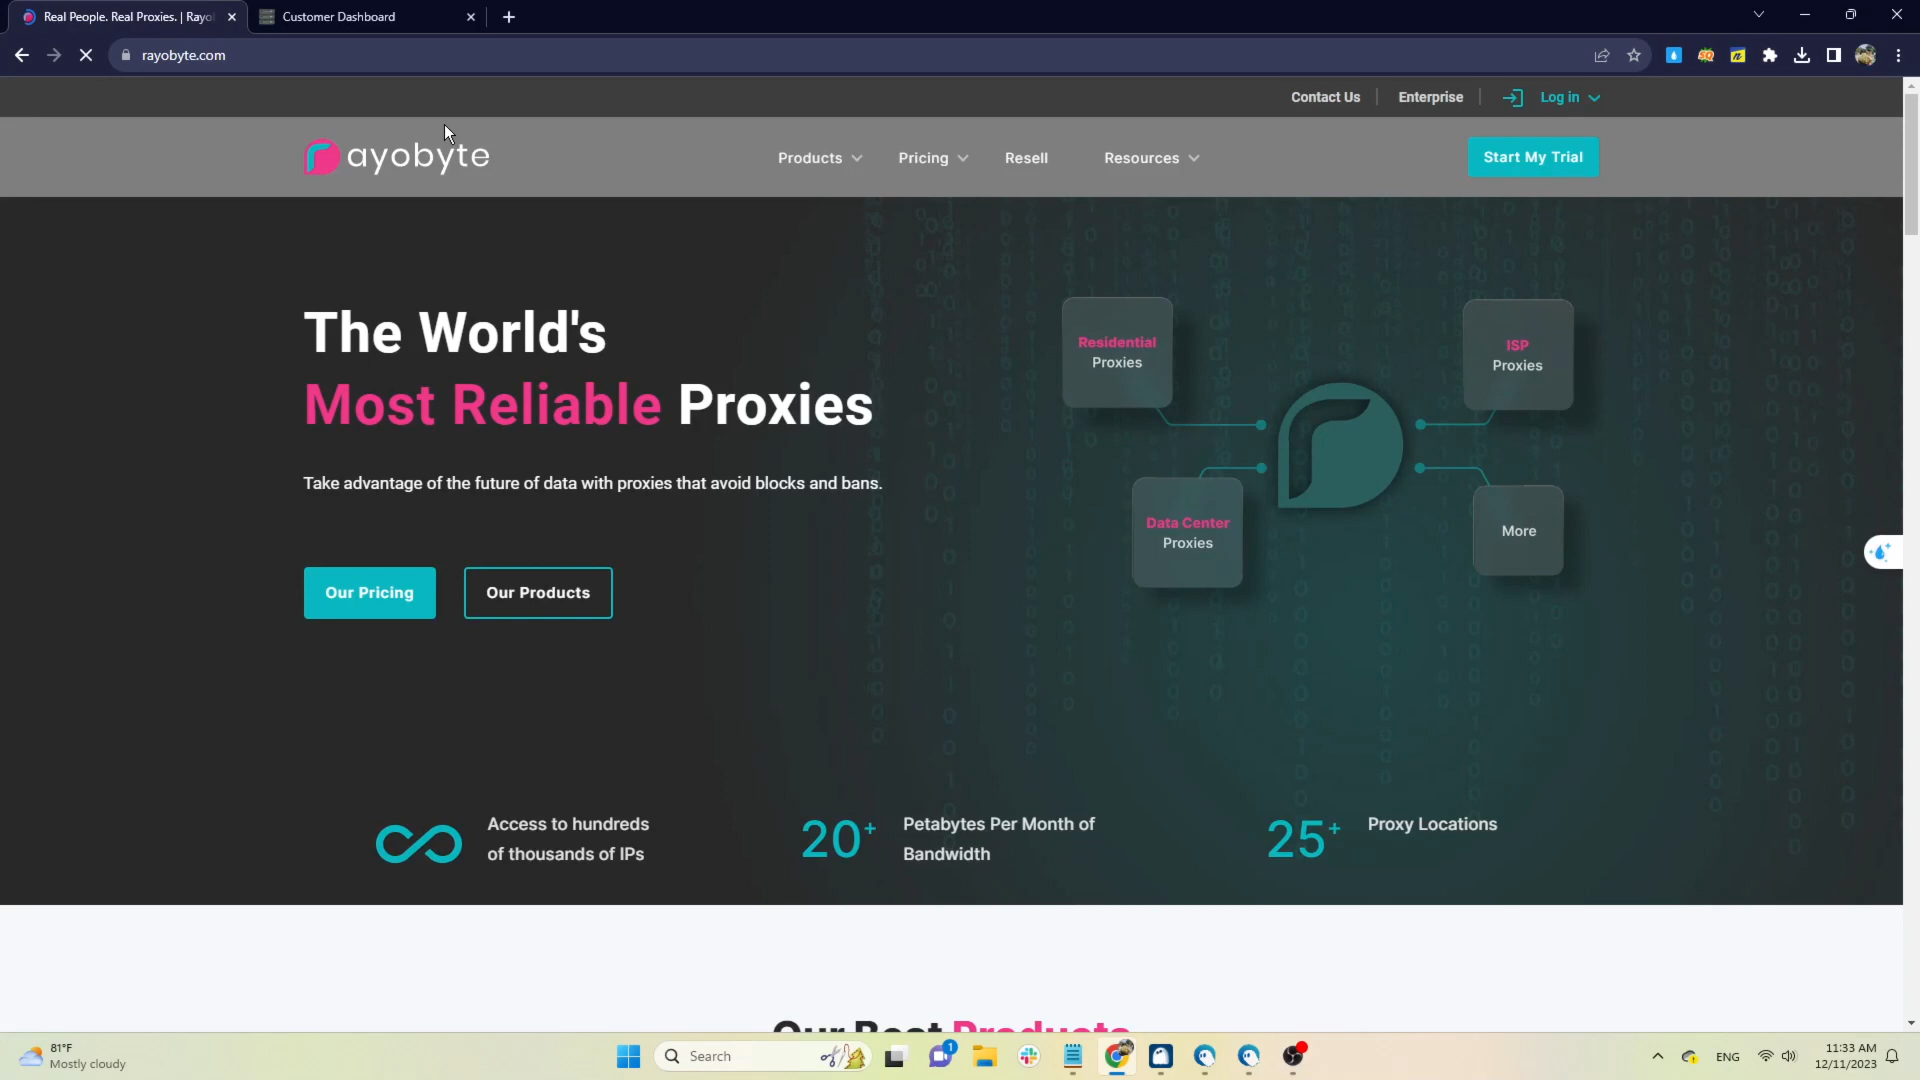 Real People. Real Proxies. | Rayo
Customer Dashboard
rayobyte.com
Contact Us
Enterprise
Log in
ayobyte
Products
Pricing
Resell
Resources
Start My Trial
The World's
Most Reliable Proxies
Take advantage of the future of data with proxies that avoid blocks and bans.
Our Pricing
Our Products
Residential
Proxies
ISP
Proxies
Data Center
Proxies
More
Access to hundreds
of thousands of IPs
20+
Petabytes Per Month of
Bandwidth
25+
Proxy Locations
Our Best Products
81°F
Mostly cloudy
Search
1
ENG
11:33 AM
12/11/2023